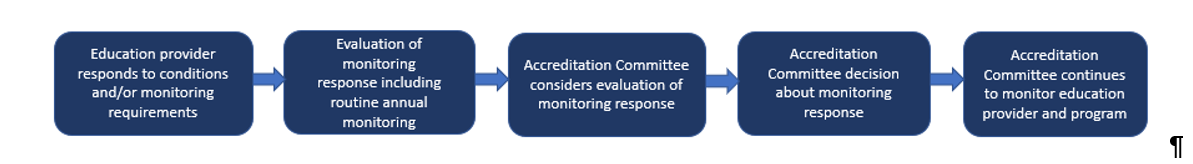 Education provider
responds to conditions
and/or monitoring
requirements
Evaluation of
monitoring
response including
routine annual
monitoring
Accreditation Committee
considers evaluation of
monitoring response
Accreditation
Committee decision
about monitoring
response
Accreditation
Committee continues
to monitor education
provider and program
¶